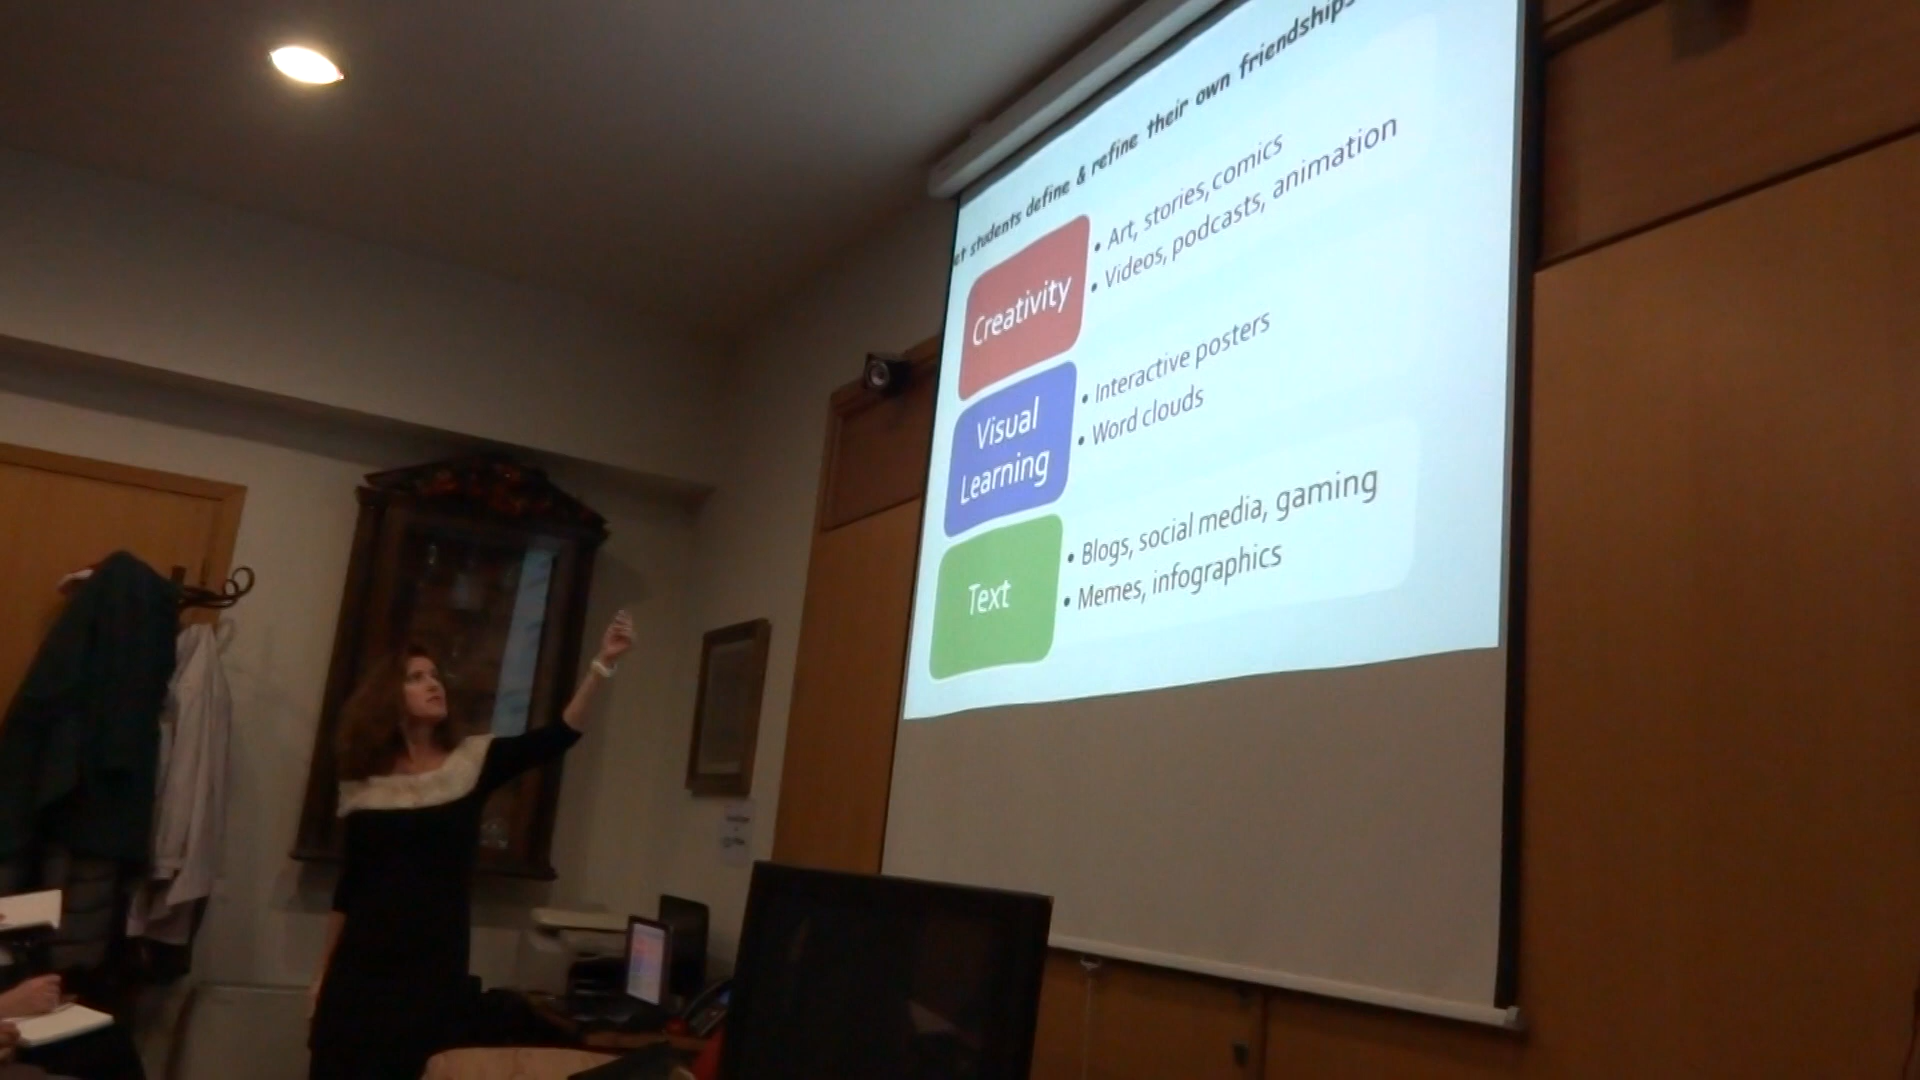 et students define & refine their own friendships
Creativity
• Art, stories, comics
• Videos, podcasts, animation
Visual
Learning
• Interactive posters
• Word clouds
Text
• Blogs, social media, gaming
• Memes, infographics